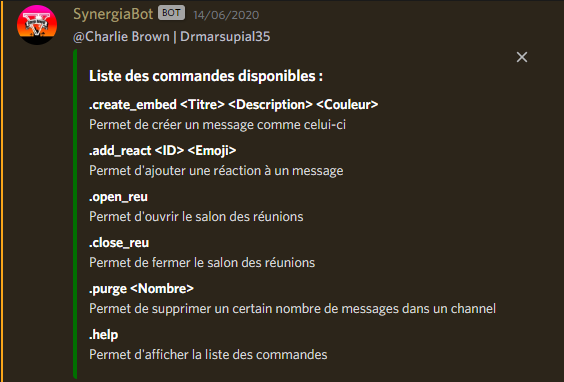 SynergiaBot BOT 14/06/2020
@Charlie Brown | Drmarsupial35
Liste des commandes disponibles :
.create_embed <Titre> <Description> <Couleur>
Permet de créer un message comme celui-ci
.add_react <ID> <Emoji>
Permet d'ajouter une réaction à un message
.open_reu
Permet d'ouvrir le salon des réunions
.close_reu
Permet de fermer le salon des réunions
.purge <Nombre>
Permet de supprimer un certain nombre de messages dans un channel
.help
Permet d'afficher la liste des commandes